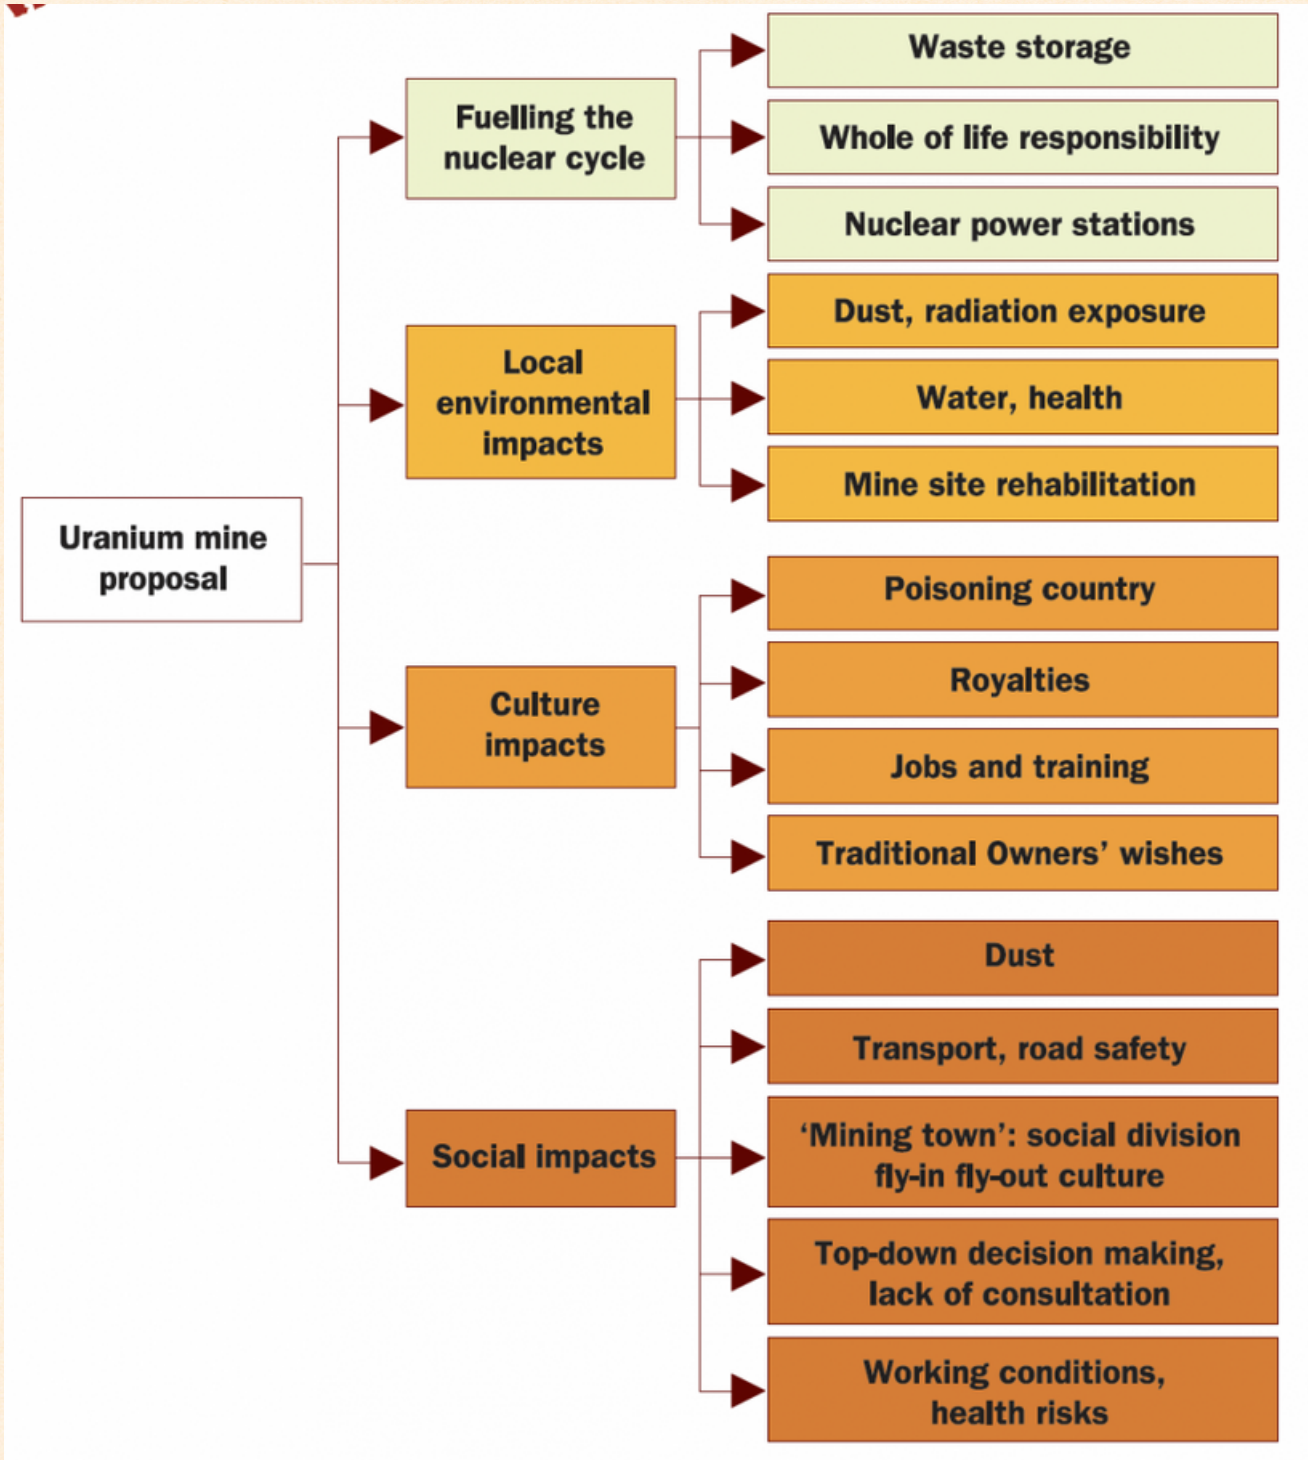 Uranium mine
proposal
Fuelling the
nuclear cycle
Waste storage
Whole of life responsibility
Nuclear power stations
Local
environmental
impacts
Dust, radiation exposure
Water, health
Mine site rehabilitation
Culture
impacts
Poisoning country
Royalties
Jobs and training
Traditional Owners’ wishes
Social impacts
Dust
Transport, road safety
‘Mining town’: social division
fly-in fly-out culture
Top-down decision making,
lack of consultation
Working conditions,
health risks